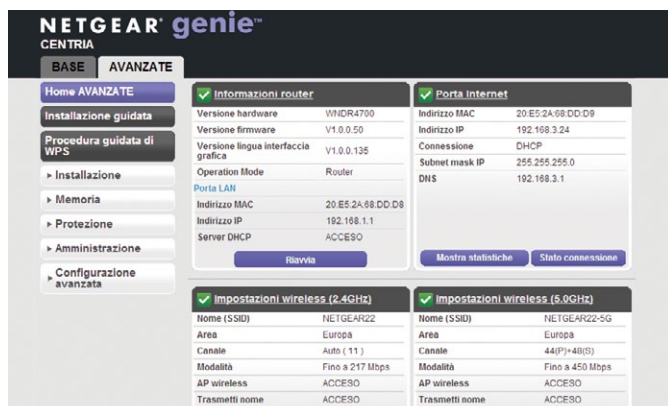 NETGEAR® genie™
CENTRIA
BASE AVANZATE
Home AVANZATE
Installazione guidata
Procedura guidata di
WPS
Installazione
Memoria
Protezione
Amministrazione
Configurazione
avanzata
Informazioni router
Versione hardware WNDR4700
Versione firmware V1.0.0.50
Versione lingua interfaccia
grafica V1.0.0.135
Operation Mode Router
Porta LAN
Indirizzo MAC 20:E5:2A:68:DD:D8
Indirizzo IP 192.168.1.1
Server DHCP ACCESO
Riavvia
Porta Internet
Indirizzo MAC 20:E5:2A:68:DD:D9
Indirizzo IP 192.168.3.24
Connessione DHCP
Subnet mask IP 255.255.255.0
DNS 192.168.3.1
Mostra statistiche Stato connessione
Impostazioni wireless (2.4GHz)
Nome (SSID) NETGEAR22
Area Europa
Canale Auto ( 11 )
Modalità Fino a 217 Mbps
AP wireless ACCESO
Trasmetti nome ACCESO
Impostazioni wireless (5.0GHz)
Nome (SSID) NETGEAR22-5G
Area Europa
Canale 44(P)+48(S)
Modalità Fino a 450 Mbps
AP wireless ACCESO
Trasmetti nome ACCESO